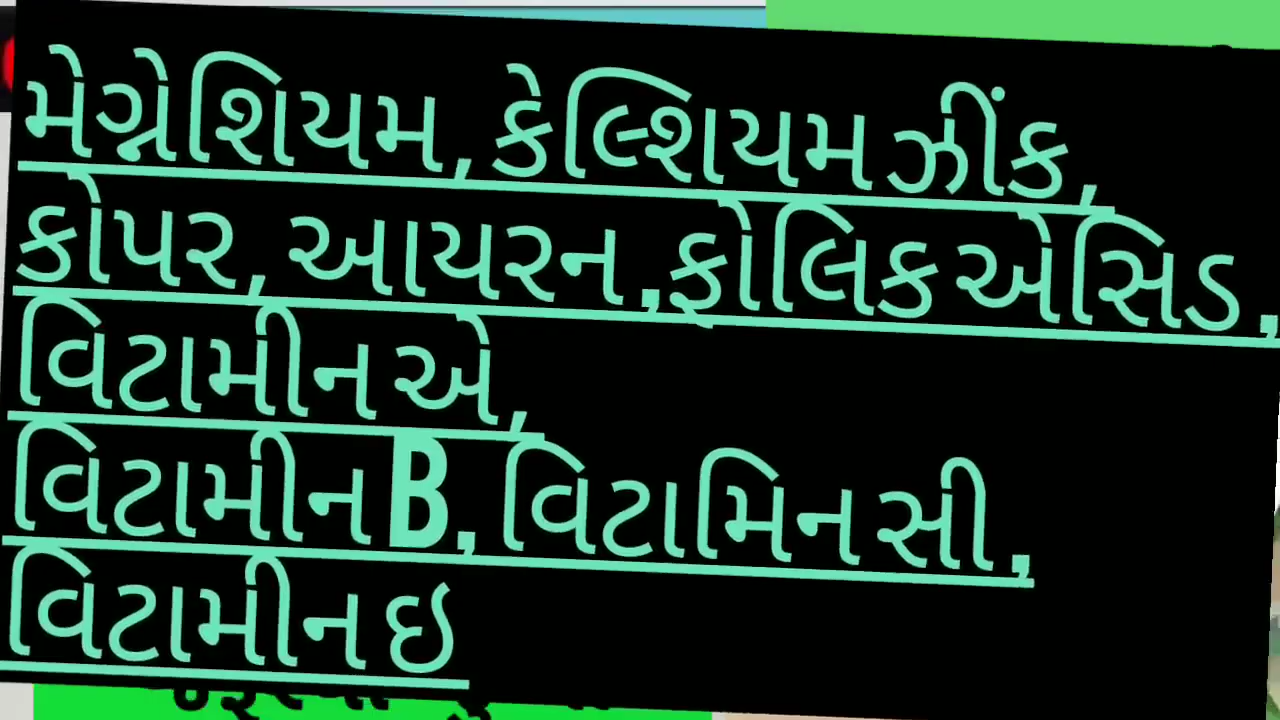 મેગ્નેશિયમ, કેલ્શિયમ ઝીંક,
કોપર, આયરન ,ફોલિક એસિડ ,
વિટામીન એ,
વિટામીન B, વિટામિન સી ,
વિટામીન ઇ